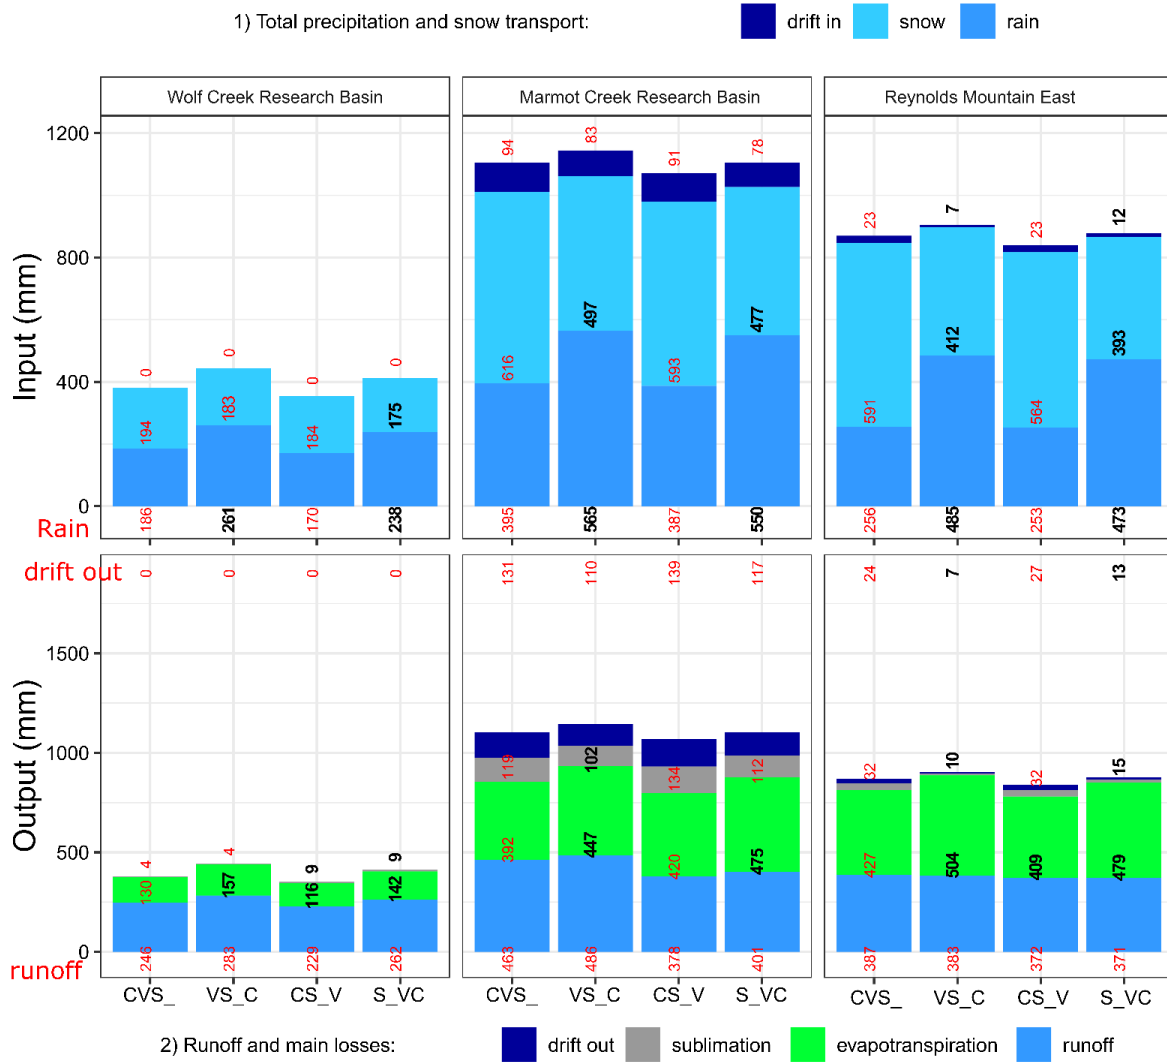 1) Total precipitation and snow transport: drift in snow rain
Wolf Creek Research Basin Marmot Creek Research Basin Reynolds Mountain East
Input (mm)
1200
800
400
0
94 83 91 78
23 7 23 12
0 0 0 0
616 497 593 477
591 412 564 393
194 183 184 175
Rain 186 261 170 238 395 565 387 550 256 485 253 473
drift out 0 0 0 0 131 110 139 117 24 7 27 13
Output (mm)
1500
1000
500
0
119 102 134 112 32 10 32 15
4 4 9 9
130 157 116 142 392 447 420 475 427 504 409 479
runoff 246 283 229 262 463 486 378 401 387 383 372 371
CVS_ VS_C CS_V S_VC CVS_ VS_C CS_V S_VC CVS_ VS_C CS_V S_VC
2) Runoff and main losses: drift out sublimation evapotranspiration runoff